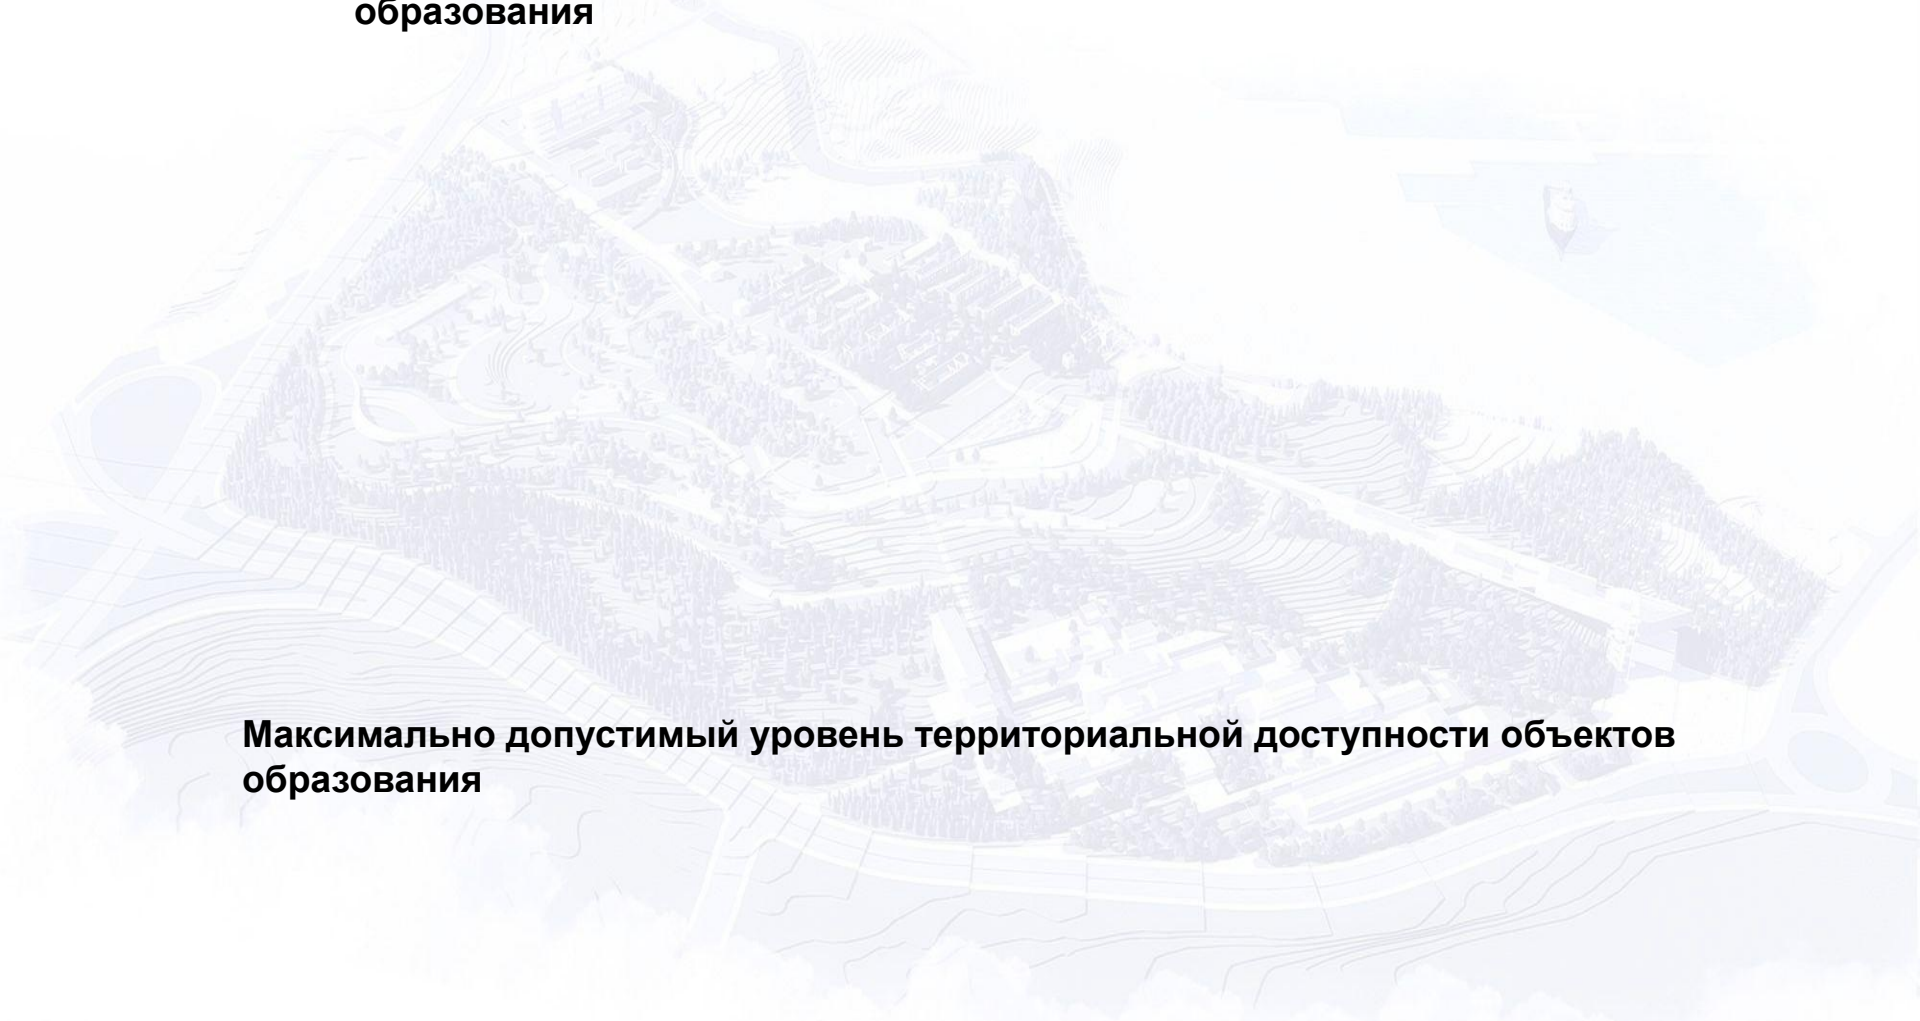 образования
Максимально допустимый уровень территориальной доступности объектов
образования